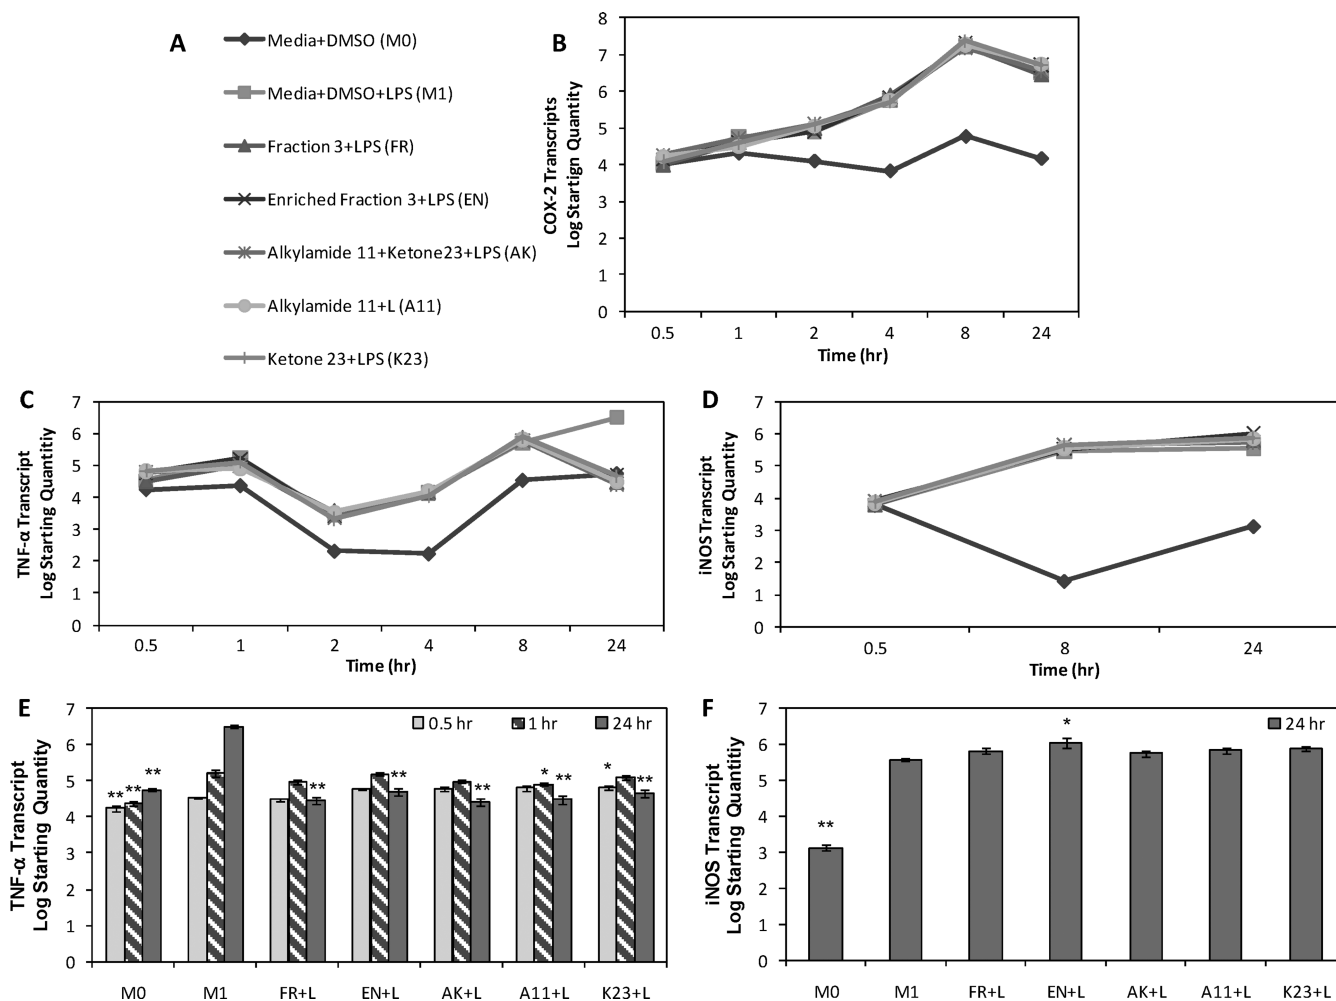 A
Media+DMSO (M0)
Media+DMSO+LPS (M1)
Fraction 3+LPS (FR)
Enriched Fraction 3+LPS (EN)
Alkylamide 11+Ketone23+LPS (AK)
Alkylamide 11+L (A11)
Ketone 23+LPS (K23)
B
COX-2 Transcripts
Log Startign Quantity
8
7
6
5
4
3
2
1
0
0.5 1 2 4 8 24
Time (hr)
C
TNF-α Transcript
Log Starting Quantitiy
7
6
5
4
3
2
1
0
0.5 1 2 4 8 24
Time (hr)
D
iNOS Transcript
Log Starting Quantity
7
6
5
4
3
2
1
0
0.5 8 24
Time (hr)
E
TNF-α Transcript
Log Starting Quantity
7
6
5
4
3
2
1
0
0.5 hr 1 hr 24 hr
** ** ** ** ** ** * ** * **
M0 M1 FR+L EN+L AK+L A11+L K23+L
F
iNOS Transcript
Log Starting Quantitiy
7
6
5
4
3
2
1
0
24 hr
** *
M0 M1 FR+L EN+L AK+L A11+L K23+L